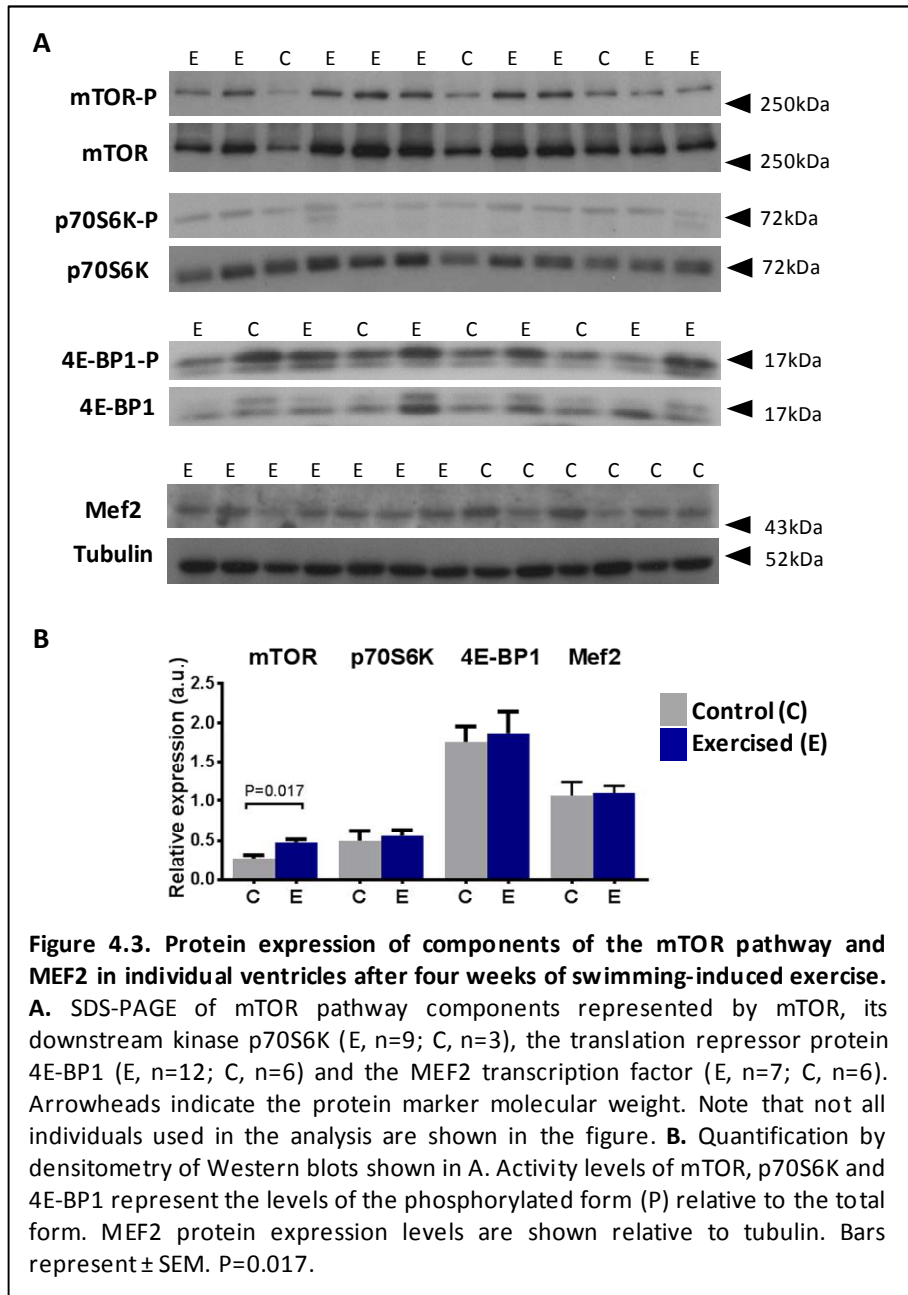 A
E E C E E E C E E C E E
mTOR-P
250kDa
mTOR
250kDa
p70S6K-P
72kDa
p70S6K
72kDa
E C E C E C E C E E
4E-BP1-P
17kDa
4E-BP1
17kDa
E E E E E E E C C C C C C
Mef2
43kDa
Tubulin
52kDa
B
mTOR p70S6K 4E-BP1 Mef2
Relative expression (a.u.)
2.5
2.0
1.5
1.0
0.5
0.0
P=0.017
C E C E C E C E
Control (C)
Exercised (E)
Figure 4.3. Protein expression of components of the mTOR pathway and
MEF2 in individual ventricles after four weeks of swimming-induced exercise.
A. SDS-PAGE of mTOR pathway components represented by mTOR, its
downstream kinase p70S6K (E, n=9; C, n=3), the translation repressor protein
4E-BP1 (E, n=12; C, n=6) and the MEF2 transcription factor (E, n=7; C, n=6).
Arrowheads indicate the protein marker molecular weight. Note that not all
individuals used in the analysis are shown in the figure. B. Quantification by
densitometry of Western blots shown in A. Activity levels of mTOR, p70S6K and
4E-BP1 represent the levels of the phosphorylated form (P) relative to the total
form. MEF2 protein expression levels are shown relative to tubulin. Bars
represent ± SEM. P=0.017.